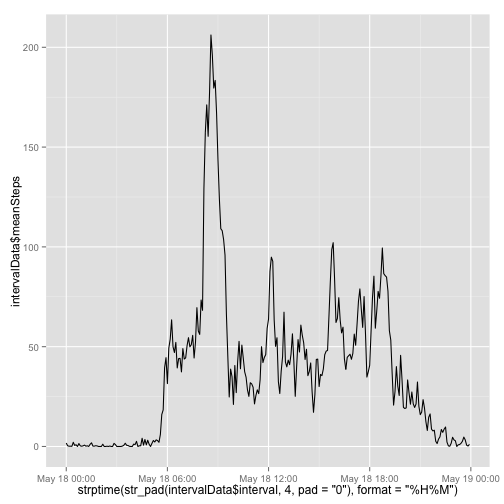 200
150
100
50
0
intervalData$meanSteps
May 18 00:00 May 18 06:00 May 18 12:00 May 18 18:00 May 19 00:00
strptime(str_pad(intervalData$interval, 4, pad = "0"), format = "%H%M")